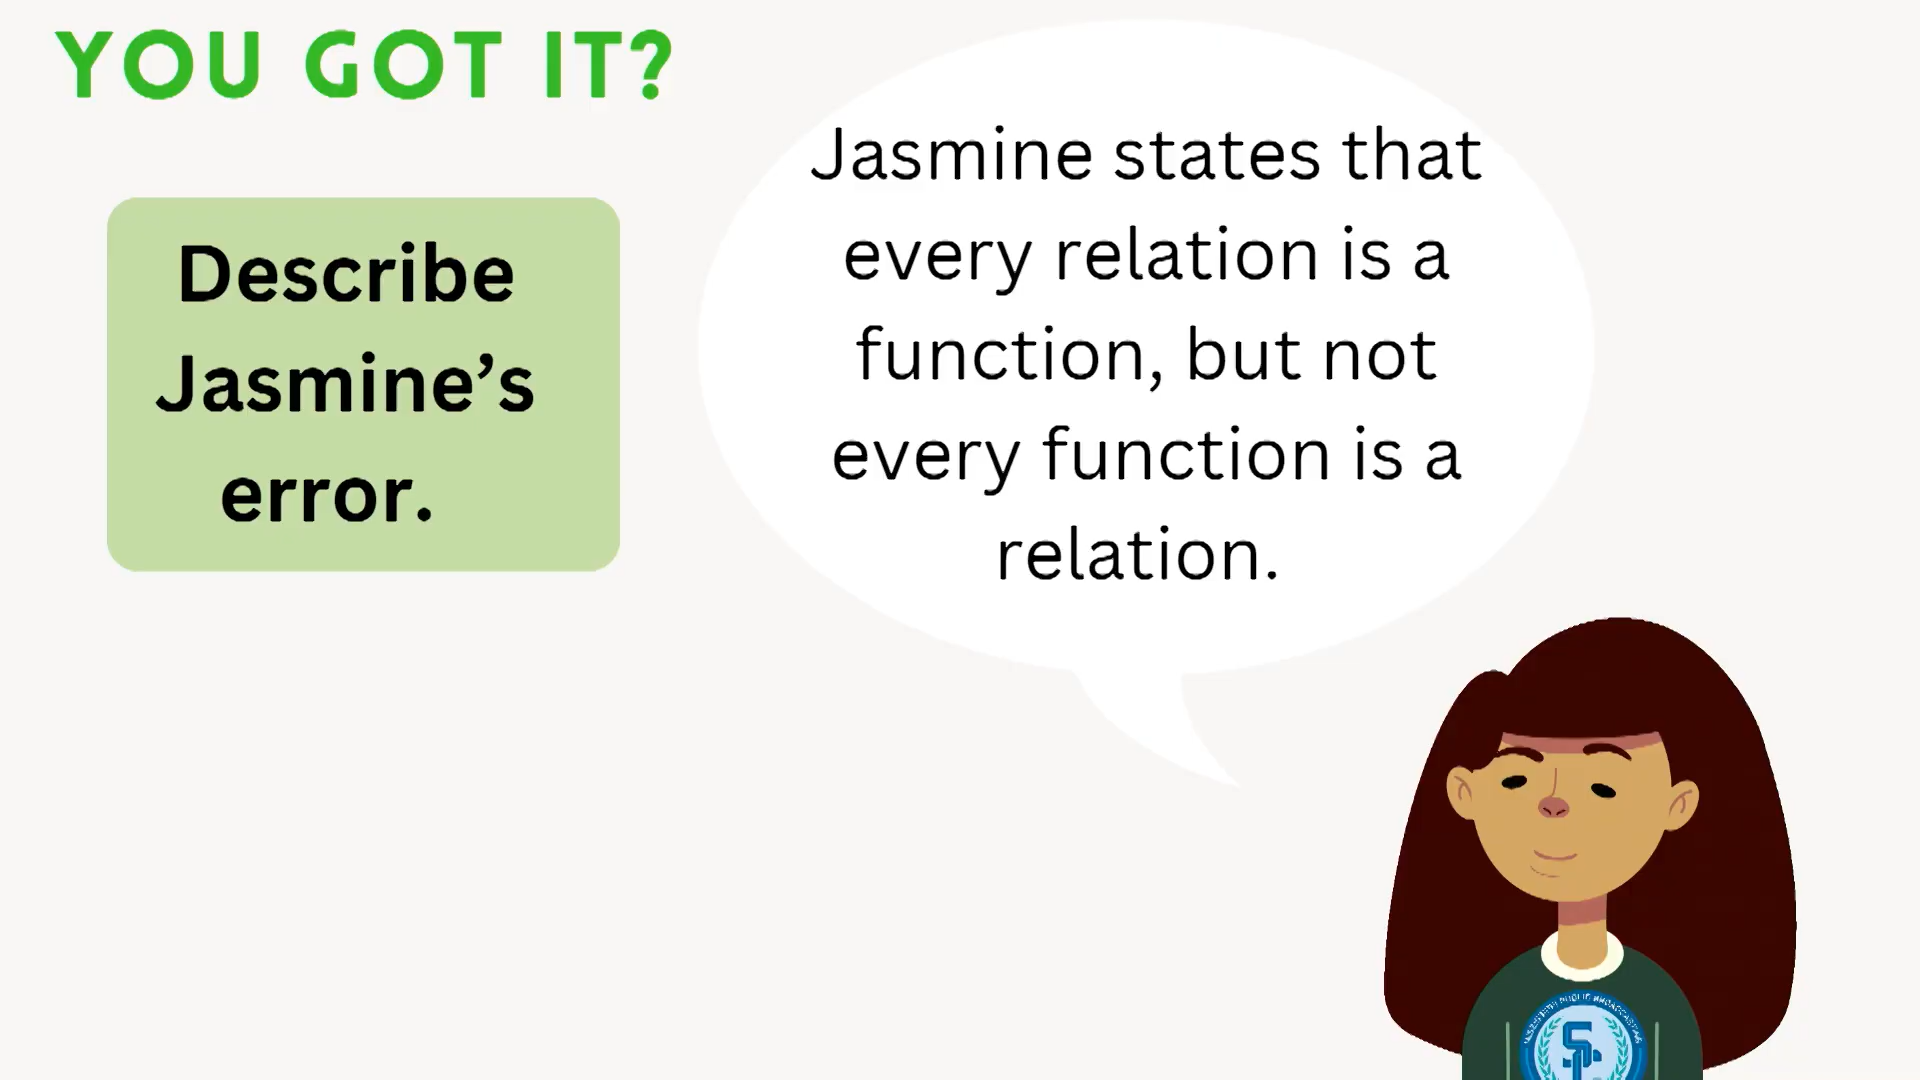 YOU GOT IT?
Describe
Jasmine’s
error.
Jasmine states that
every relation is a
function, but not
every function is a
relation.